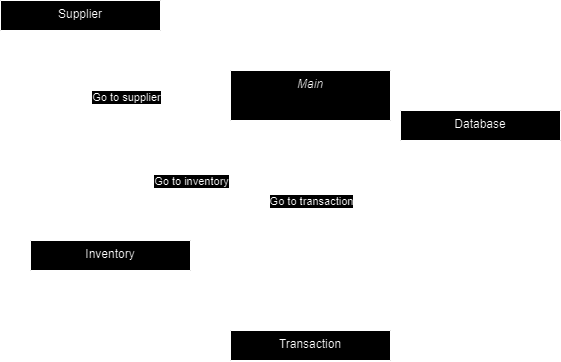 Supplier
Main
Go to supplier
Database
Go to inventory
Go to transaction
Inventory
Transaction